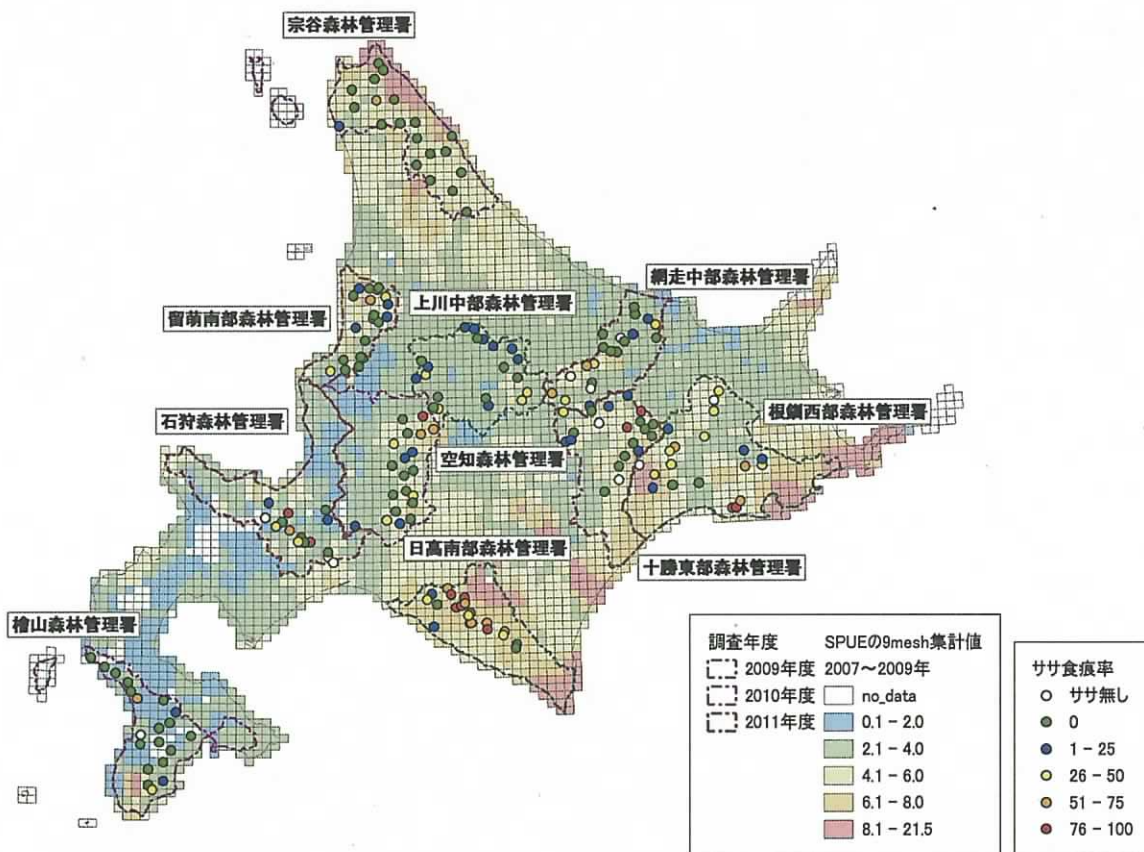 宗谷森林管理署
網走中部森林管理署
上川中部森林管理署
留萌南部森林管理署
根釧西部森林管理署
石狩森林管理署
空知森林管理署
日高南部森林管理署
十勝東部森林管理署
檜山森林管理署
調査年度
2009年度
2010年度
2011年度
SPUEの9mesh集計値
2007～2009年
no_data
0.1 - 2.0
2.1 - 4.0
4.1 - 6.0
6.1 - 8.0
8.1 - 21.5
ササ食痕率
ササ無し
0
1 - 25
26 - 50
51 - 75
76 - 100